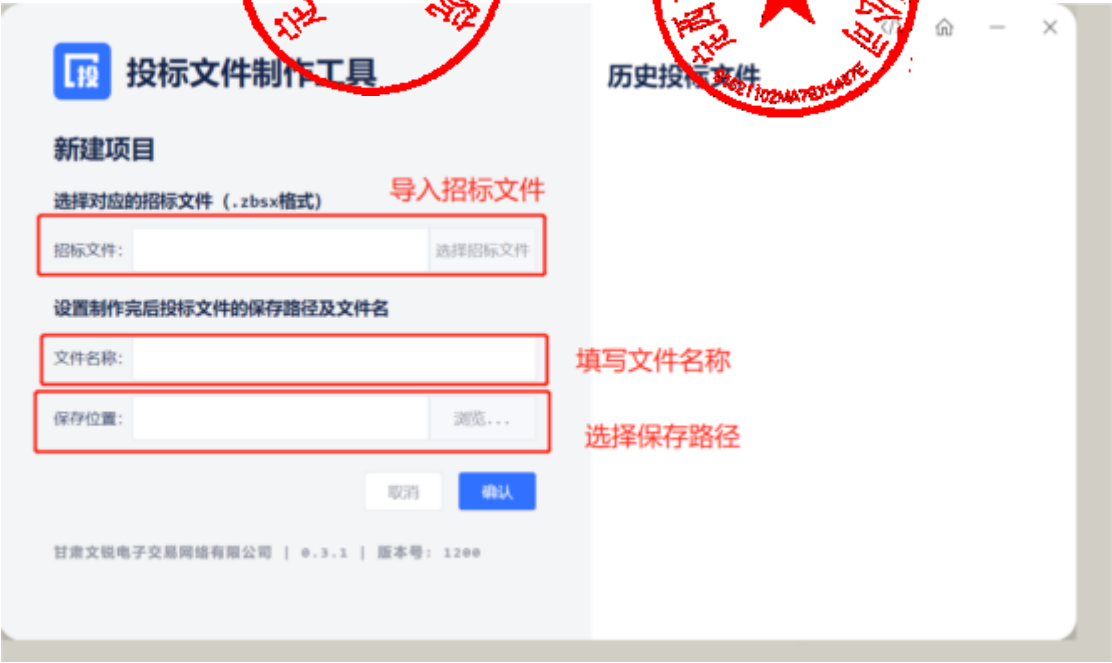 投
投标文件制作工具
新建项目
选择对应的招标文件（.zbsx格式）
导入招标文件
招标文件：
选择招标文件
设置制作完后投标文件的保存路径及文件名
文件名称：
填写文件名称
保存位置：
浏览...
选择保存路径
取消
确认
甘肃文锐电子交易网络有限公司 | 0.3.1 | 版本号: 1200
历史投标文件